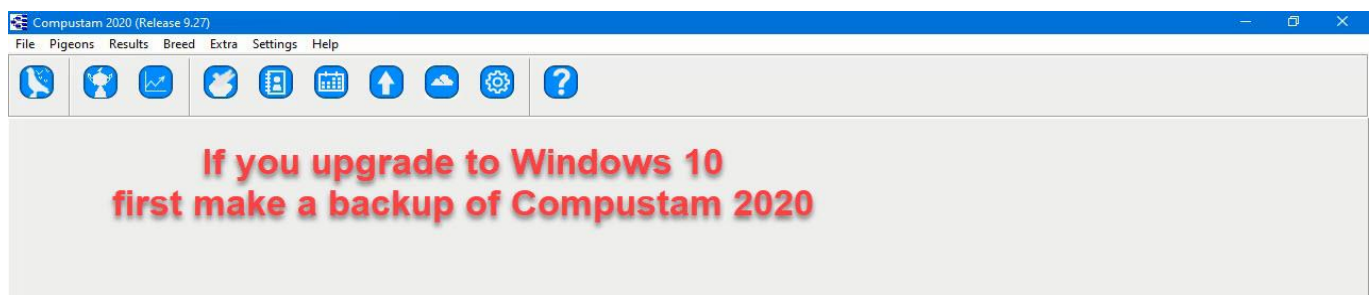 Compustam 2020 (Release 9.27)
File Pigeons Results Breed Extra Settings Help
If you upgrade to Windows 10
first make a backup of Compustam 2020